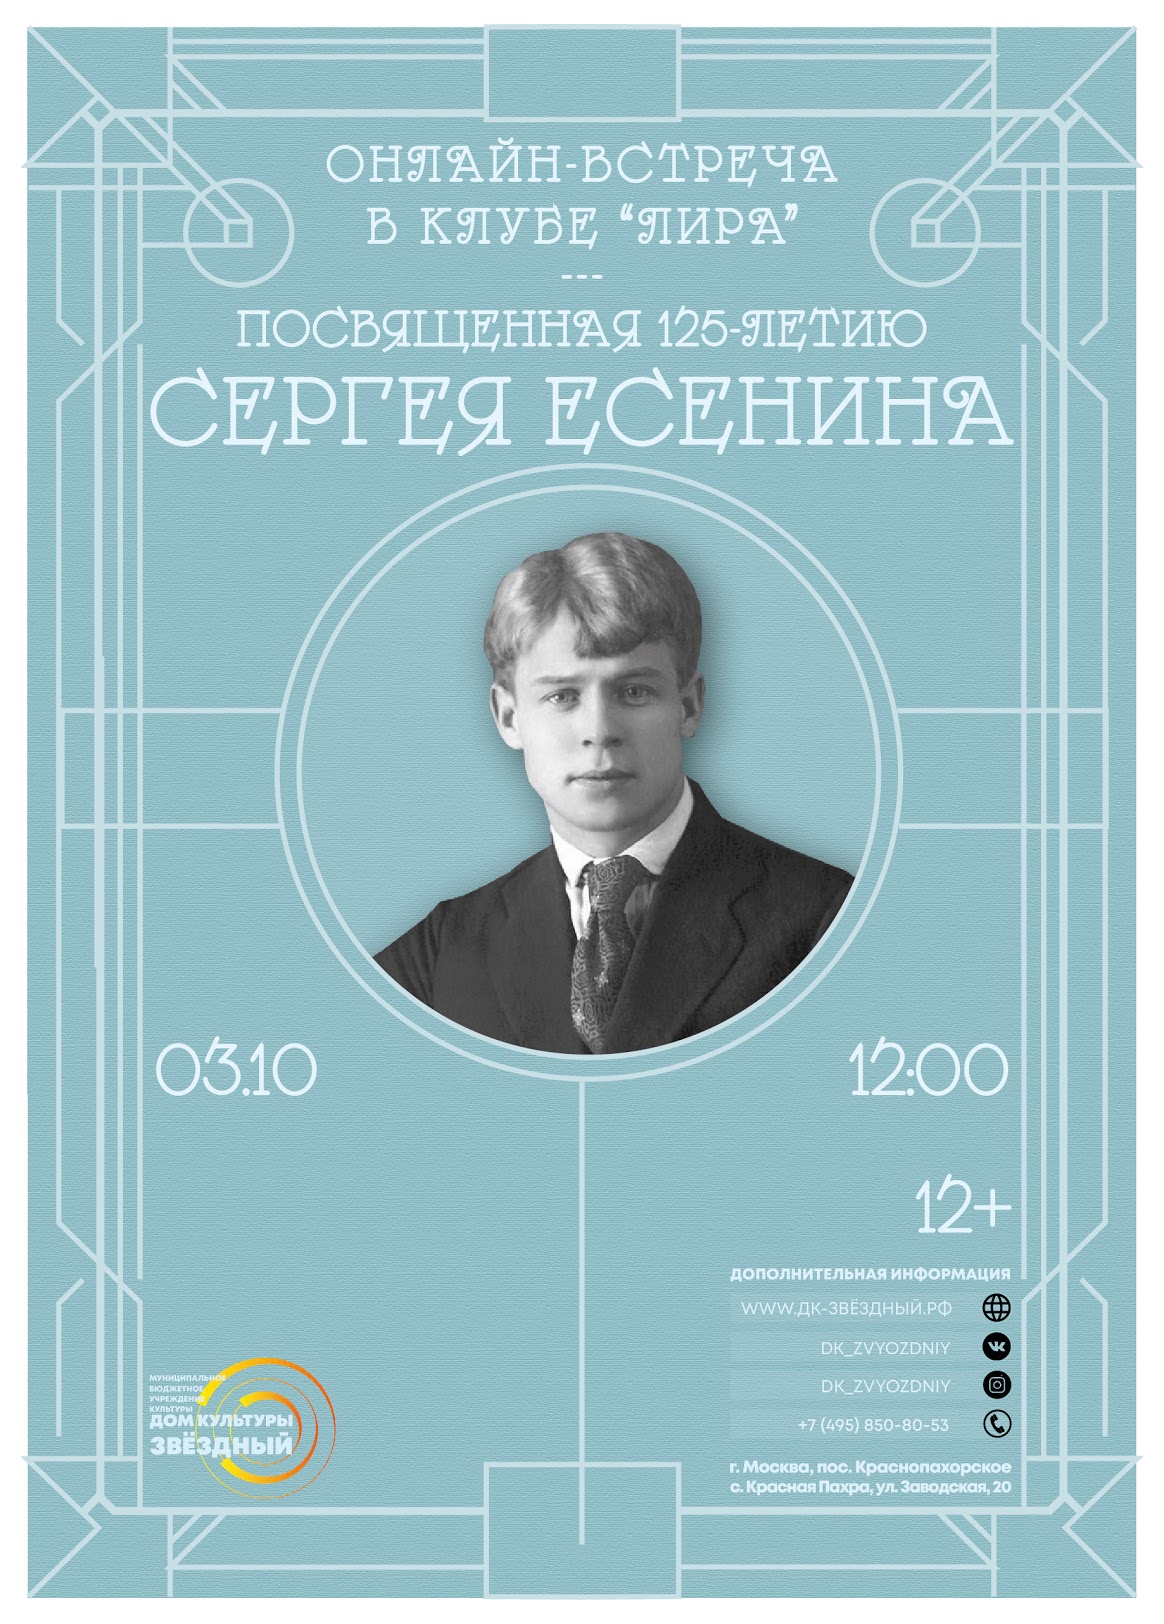 ОНЛАЙН-ВСТРЕЧА
В КЛУБЕ “ЛИРА”
---
ПОСВЯЩЕННАЯ 125-ЛЕТИЮ
СЕРГЕЯ ЕСЕНИНА
03.10
12:00
12+
ДОПОЛНИТЕЛЬНАЯ ИНФОРМАЦИЯ
WWW.ДК-ЗВЁЗДНЫЙ.РФ
DK_ZVYOZDNIY
DK_ZVYOZDNIY
+7 (495) 850-80-53
г. Москва, пос. Краснопахорское
с. Красная Пахра, ул. Заводская, 20
МУНИЦИПАЛЬНОЕ
БЮДЖЕТНОЕ
УЧРЕЖДЕНИЕ
КУЛЬТУРЫ
ДОМ КУЛЬТУРЫ
ЗВЁЗДНЫЙ